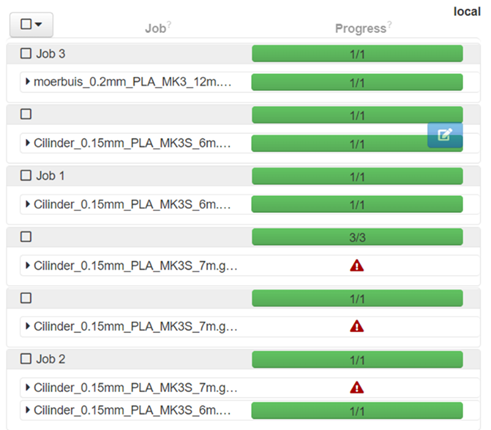 local
Job?
Progress?
Job 3
1/1
moerbuis_0.2mm_PLA_MK3_12m....
1/1
1/1
Cilinder_0.15mm_PLA_MK3S_6m....
1/1
Job 1
1/1
Cilinder_0.15mm_PLA_MK3S_6m....
1/1
3/3
Cilinder_0.15mm_PLA_MK3S_7m.g...
1/1
Cilinder_0.15mm_PLA_MK3S_7m.g...
Job 2
1/1
Cilinder_0.15mm_PLA_MK3S_7m.g...
Cilinder_0.15mm_PLA_MK3S_6m....
1/1